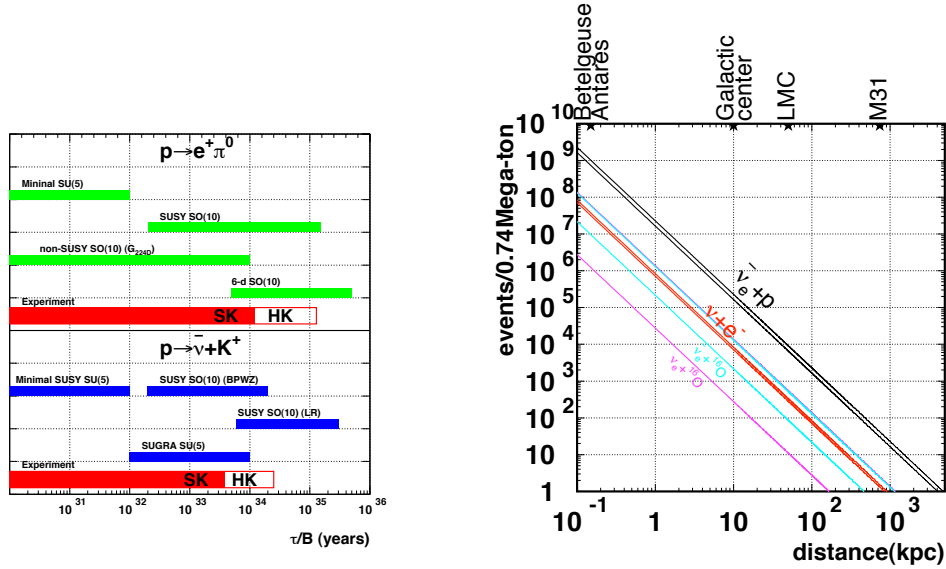 p→e⁺π⁰
Mininal SU(5)
SUSY SO(10)
non-SUSY SO(10) (G₂₂₄D)
6-d SO(10)
Experiment
SK
HK
p→ν̄+K⁺
Minimal SUSY SU(5)
SUSY SO(10) (BPWZ)
SUSY SO(10) (LR)
SUGRA SU(5)
Experiment
SK
HK
10³¹ 10³² 10³³ 10³⁴ 10³⁵ 10³⁶
τ/B (years)
Betelgeuse
Antares
Galactic
center
LMC
M31
events/0.74Mega-ton
10¹⁰
10⁹
10⁸
10⁷
10⁶
10⁵
10⁴
10³
10²
10
1
ν̄ₑ+p
ν+e⁻
ν̄ₑ+¹⁶O
νₑ+¹⁶O
10⁻¹ 1 10 10² 10³
distance(kpc)